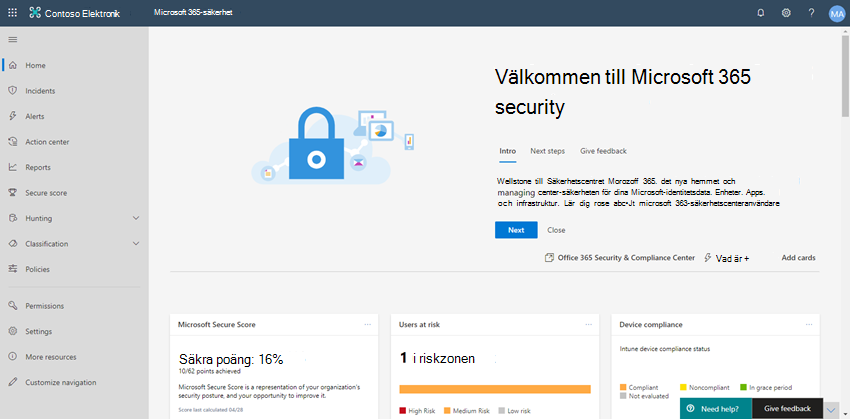 Contoso Elektronik
Microsoft 365-säkerhet
MA
Home
Incidents
Alerts
Action center
Reports
Secure score
Hunting
Classification
Policies
Permissions
Settings
More resources
Customize navigation
Välkommen till Microsoft 365
security
Intro Next steps Give feedback
Wellstone till Säkerhetscentret Morozoff 365. det nya hemmet och
managing center-säkerheten för dina Microsoft-identitetsdata. Enheter. Apps.
och infrastruktur. Lär dig rose abc•Jt microsoft 363-säkerhetscenteranvändare
Next Close
Office 365 Security & Compliance Center Vad är + Add cards
Microsoft Secure Score
Säkra poäng: 16%
10/62 points achieved
Microsoft Secure Score is a representation of your organization's
security posture, and your opportunity to improve it.
Score last calculated 04/28
Users at risk
1 i riskzonen
High Risk Medium Risk Low risk
Device compliance
Intune device compliance status
Compliant Noncompliant In grace period
Not evaluated
Need help? Give feedback